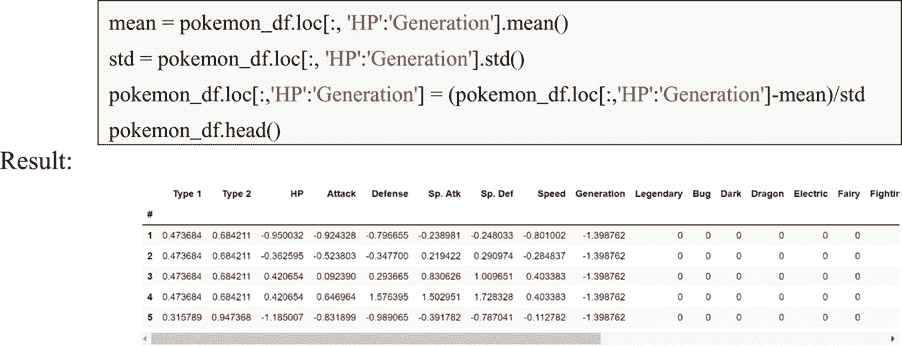 mean = pokemon_df.loc[:, 'HP':'Generation'].mean()
std = pokemon_df.loc[:, 'HP':'Generation'].std()
pokemon_df.loc[:,'HP':'Generation'] = (pokemon_df.loc[:,'HP':'Generation']-mean)/std
pokemon_df.head()
Result:
Type 1 Type 2 HP Attack Defense Sp. Atk Sp. Def Speed Generation Legendary Bug Dark Dragon Electric Fairy Fightin
#
1 0.473684 0.684211 -0.950032 -0.924328 -0.796655 -0.238981 -0.248033 -0.801002 -1.398762 0 0 0 0 0 0
2 0.473684 0.684211 -0.362595 -0.523803 -0.347700 0.219422 0.290974 -0.284837 -1.398762 0 0 0 0 0 0
3 0.473684 0.684211 0.420654 0.092390 0.293665 0.830626 1.009651 0.403383 -1.398762 0 0 0 0 0 0
4 0.473684 0.684211 0.420654 0.646964 1.576395 1.502951 1.728328 0.403383 -1.398762 0 0 0 0 0 0
5 0.315789 0.947368 -1.185007 -0.831899 -0.989065 -0.391782 -0.787041 -0.112782 -1.398762 0 0 0 0 0 0